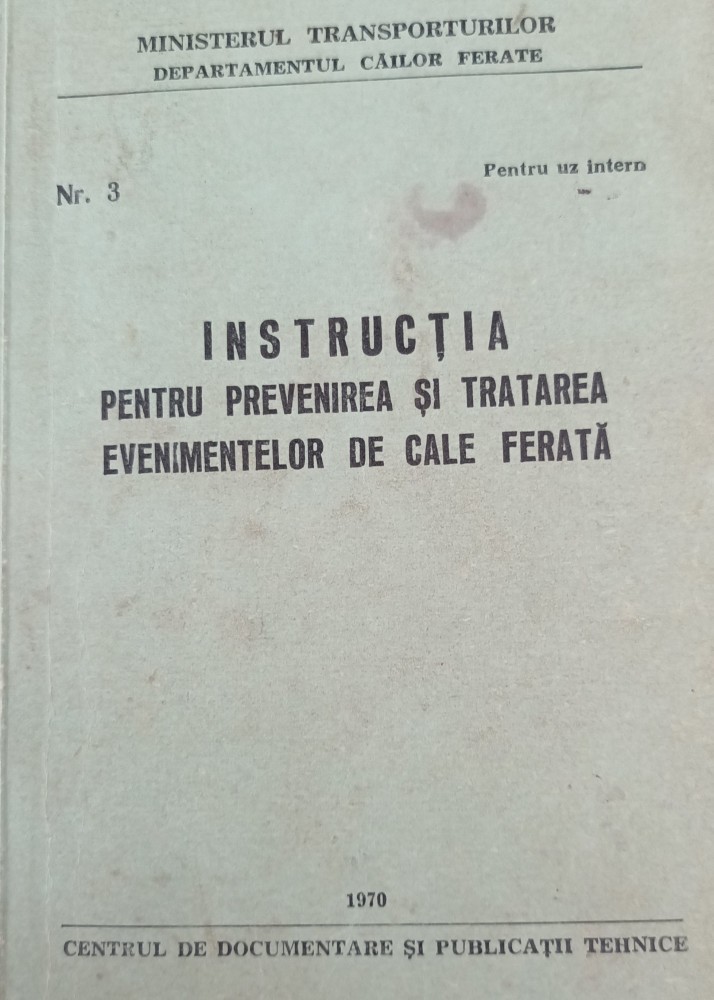 MINISTERUL TRANSPORTURILOR
DEPARTAMENTUL CĂILOR FERATE
Pentru uz intern
Nr. 3
INSTRUCȚIA
PENTRU PREVENIREA ȘI TRATAREA
EVENIMENTELOR DE CALE FERATĂ
1970
CENTRUL DE DOCUMENTARE ȘI PUBLICAȚII TEHNICE